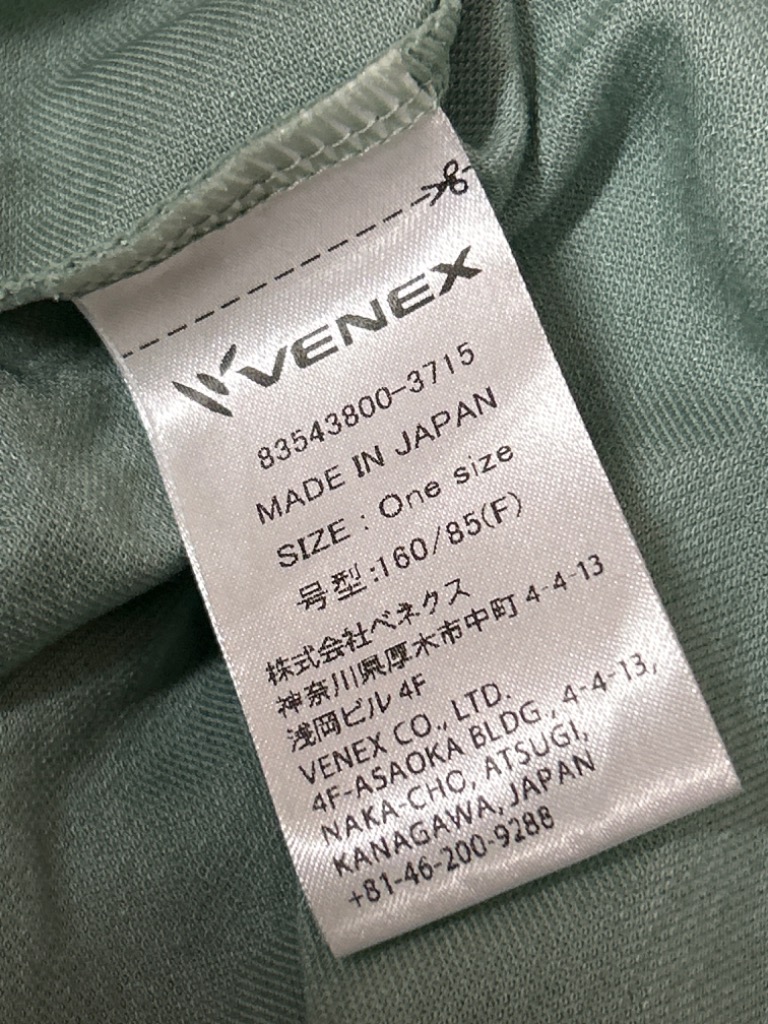 VENEX
83543800-3715
MADE IN JAPAN
SIZE : One size
号型:160/85(F)
株式会社ベネクス
神奈川県厚木市中町 4-4-13
浅岡ビル 4F
VENEX CO., LTD.
4F-ASAOKA BLDG., 4-4-13,
NAKA-CHO, ATSUGI,
KANAGAWA, JAPAN
+81-46-200-9288